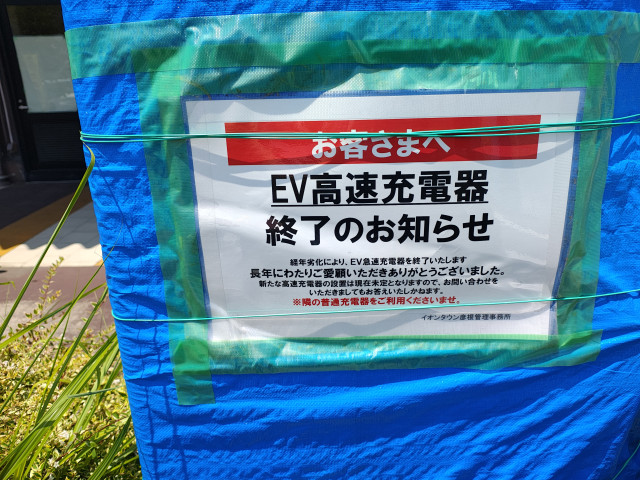 お客さまへ
EV高速充電器
終了のお知らせ
経年劣化により、EV急速充電器を終了いたします
長年にわたりご愛顧いただきありがとうございました。
新たな高速充電器の設置は現在未定となりますので、お問い合わせを
いただきましてもお答えいたしかねます。
※隣の普通充電器をご利用くださいませ。
イオンタウン彦根管理事務所